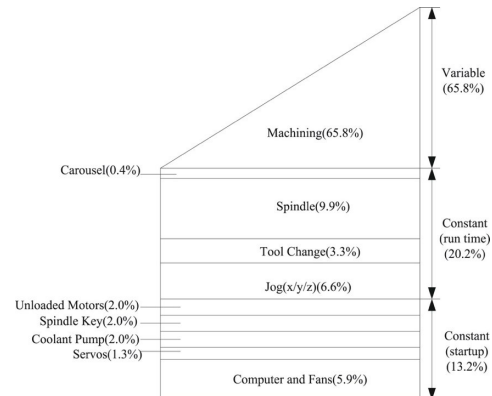 Variable
(65.8%)
Machining(65.8%)
Carousel(0.4%)
Spindle(9.9%)
Constant
(run time)
(20.2%)
Tool Change(3.3%)
Jog(x/y/z)(6.6%)
Unloaded Motors(2.0%)
Spindle Key(2.0%)
Coolant Pump(2.0%)
Servos(1.3%)
Constant
(startup)
(13.2%)
Computer and Fans(5.9%)